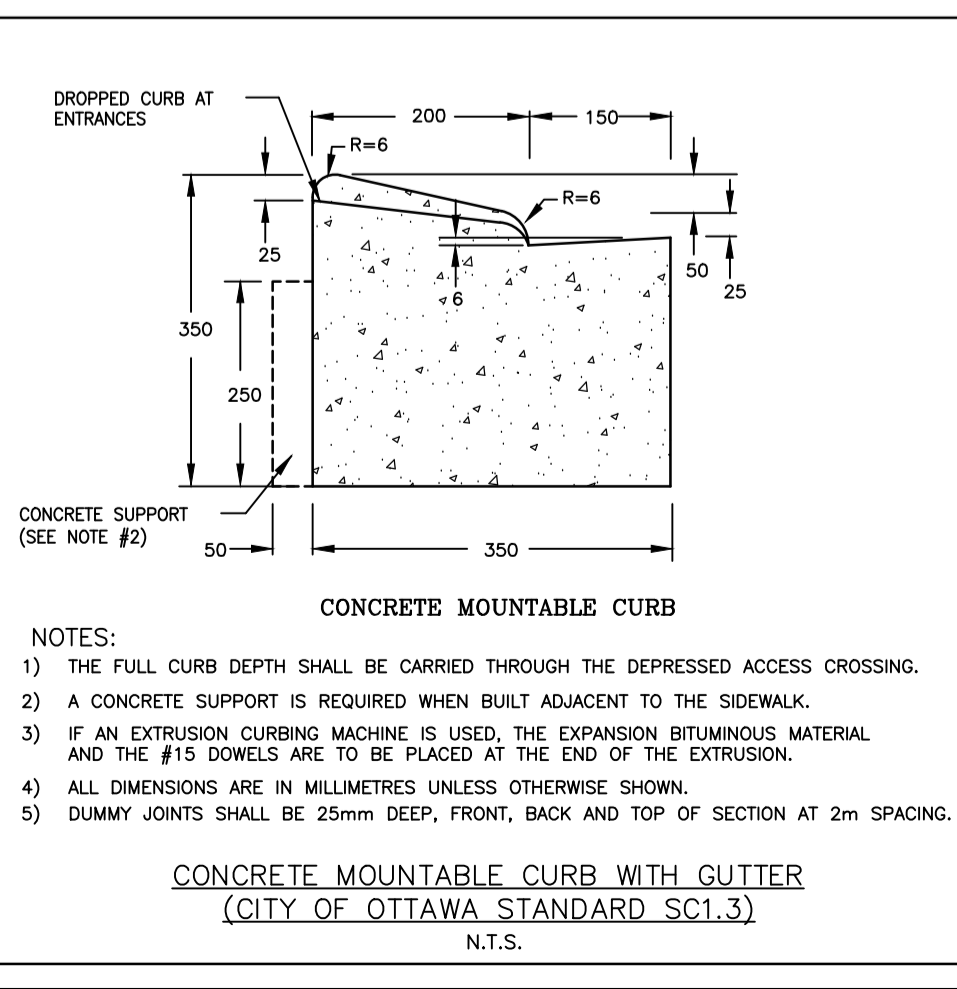 DROPPED CURB AT
ENTRANCES
200
150
R=6
R=6
25
50
25
6
350
250
CONCRETE SUPPORT
(SEE NOTE #2)
50
350
CONCRETE MOUNTABLE CURB
NOTES:
1) THE FULL CURB DEPTH SHALL BE CARRIED THROUGH THE DEPRESSED ACCESS CROSSING.
2) A CONCRETE SUPPORT IS REQUIRED WHEN BUILT ADJACENT TO THE SIDEWALK.
3) IF AN EXTRUSION CURBING MACHINE IS USED, THE EXPANSION BITUMINOUS MATERIAL
AND THE #15 DOWELS ARE TO BE PLACED AT THE END OF THE EXTRUSION.
4) ALL DIMENSIONS ARE IN MILLIMETRES UNLESS OTHERWISE SHOWN.
5) DUMMY JOINTS SHALL BE 25mm DEEP, FRONT, BACK AND TOP OF SECTION AT 2m SPACING.
CONCRETE MOUNTABLE CURB WITH GUTTER
(CITY OF OTTAWA STANDARD SC1.3)
N.T.S.